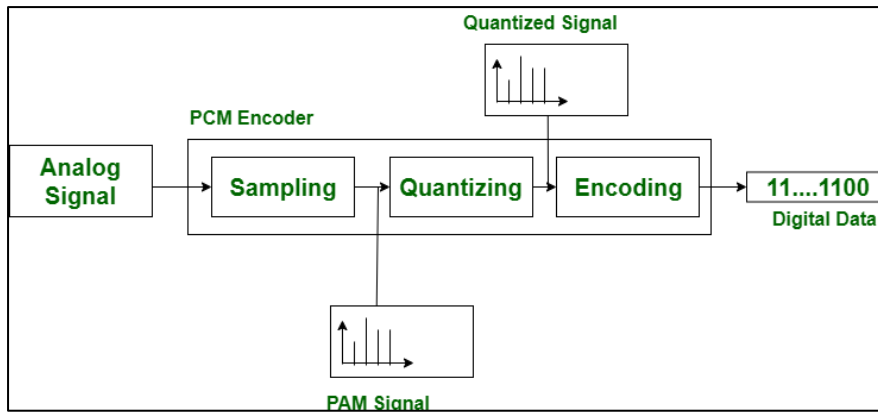 Quantized Signal
PCM Encoder
Analog
Signal
Sampling
Quantizing
Encoding
11....1100
Digital Data
PAM Signal